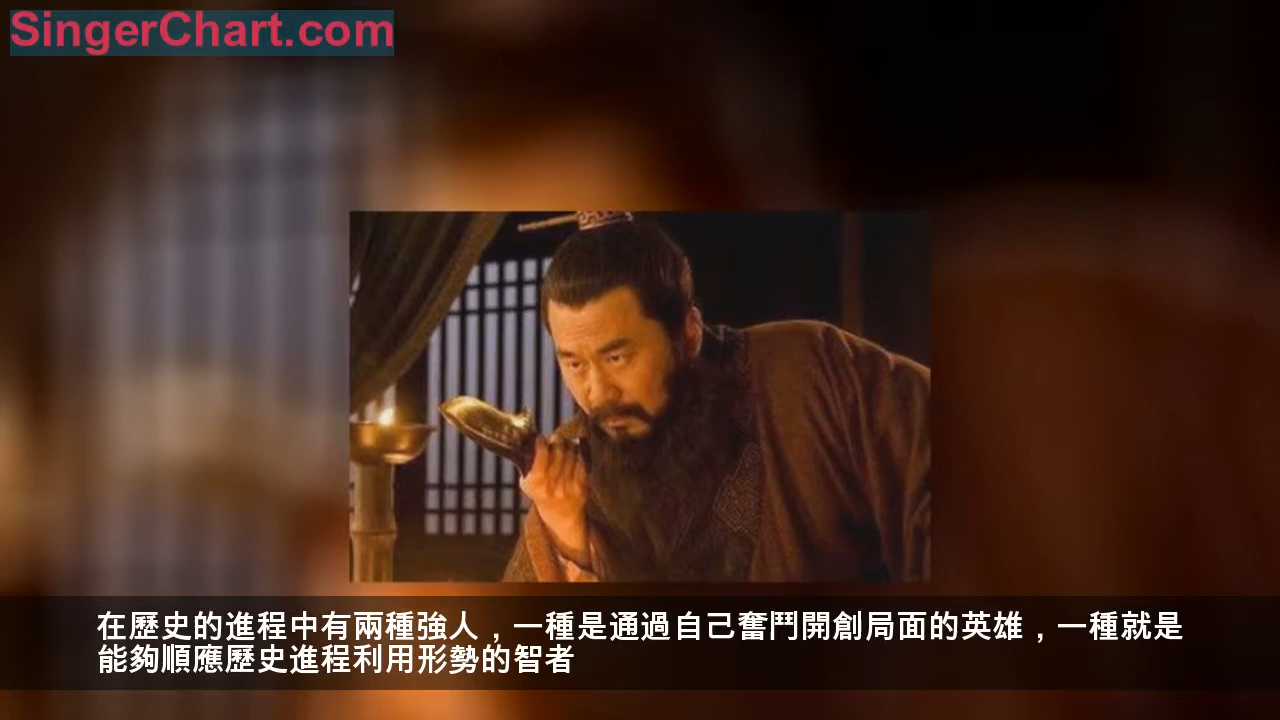 SingerChart.com
在歷史的進程中有兩種強人，一種是通過自己奮鬥開創局面的英雄，一種就是
能夠順應歷史進程利用形勢的智者